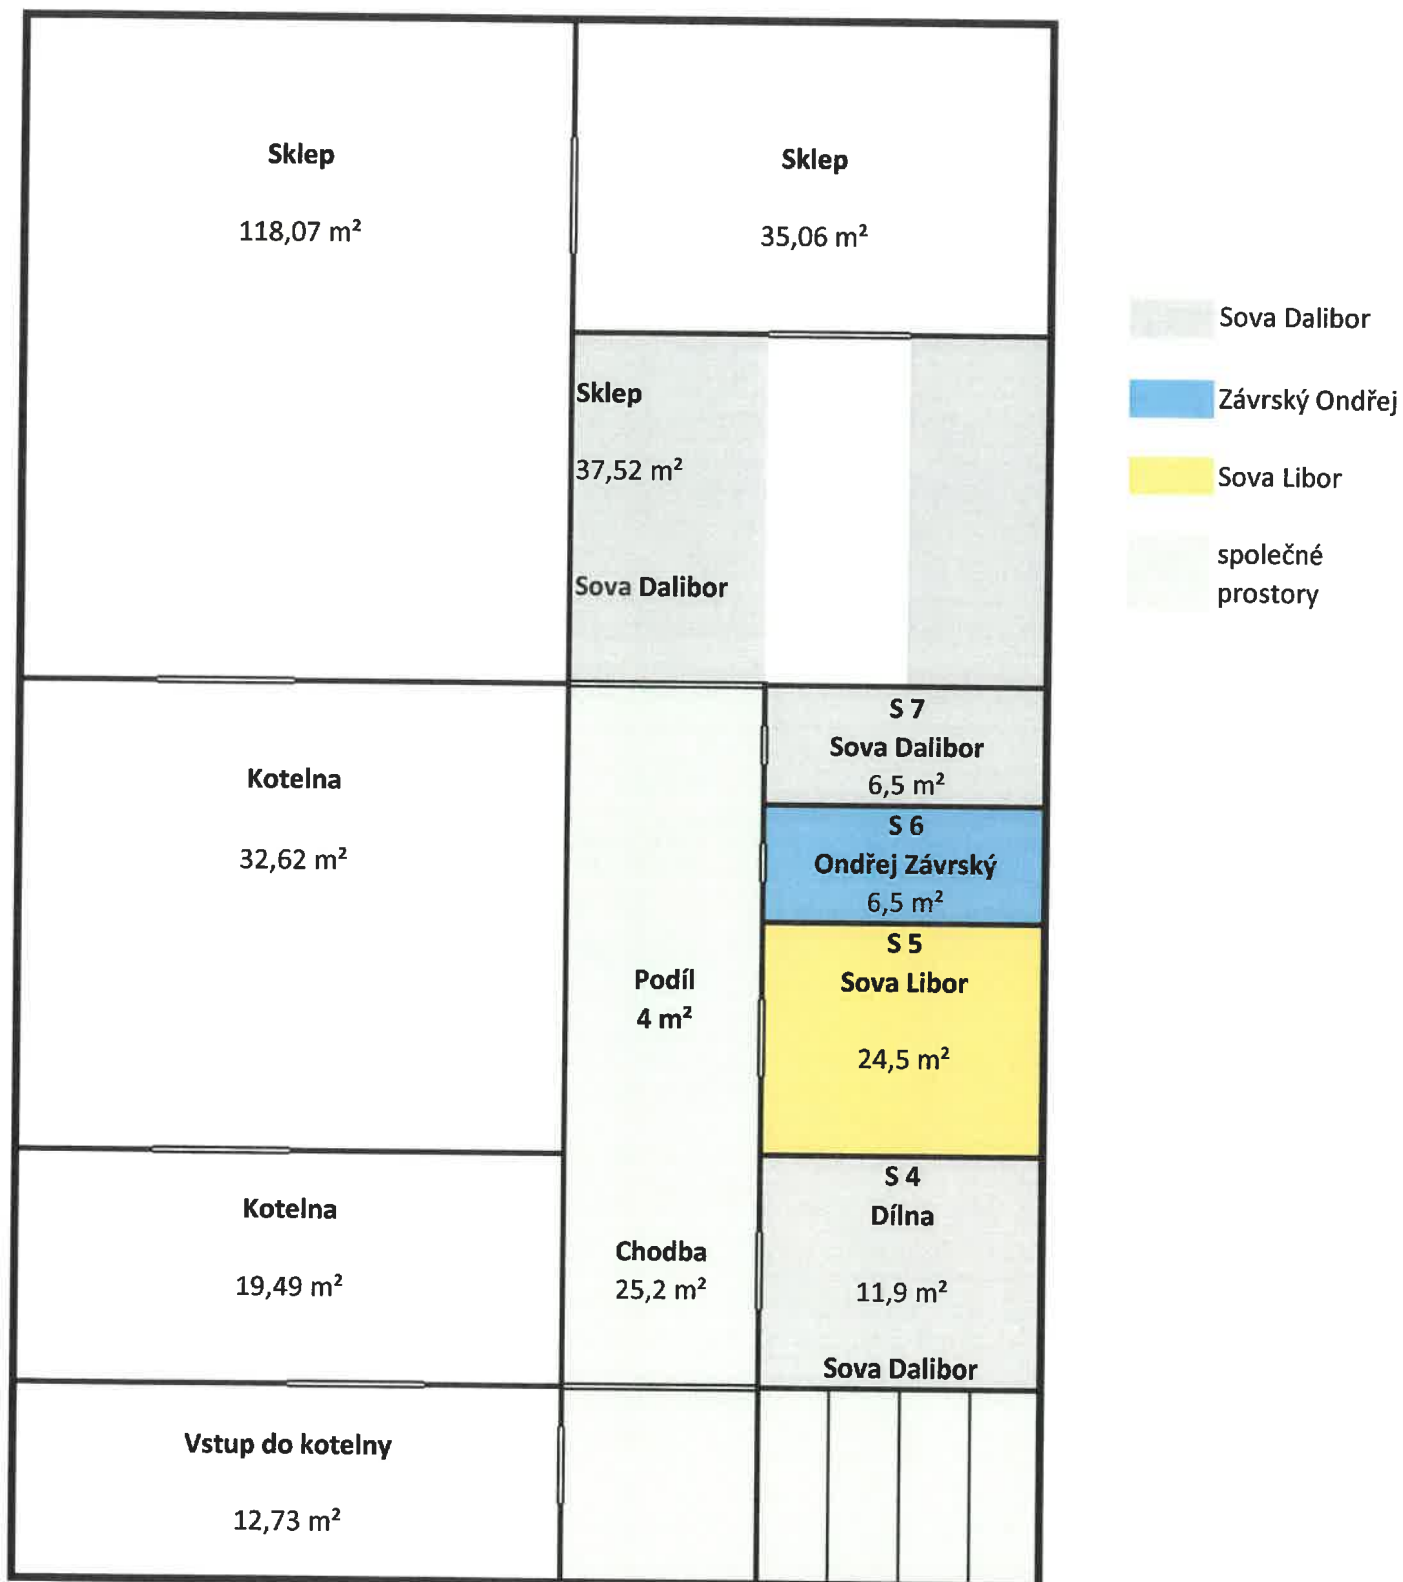 Sklep
118,07 m²
Sklep
35,06 m²
Sklep
37,52 m²
Sova Dalibor
Kotelna
32,62 m²
Podíl
4 m²
Chodba
25,2 m²
S 7
Sova Dalibor
6,5 m²
S 6
Ondřej Závrský
6,5 m²
S 5
Sova Libor
24,5 m²
S 4
Dílna
11,9 m²
Sova Dalibor
Kotelna
19,49 m²
Vstup do kotelny
12,73 m²
Sova Dalibor
Závrský Ondřej
Sova Libor
společné
prostory